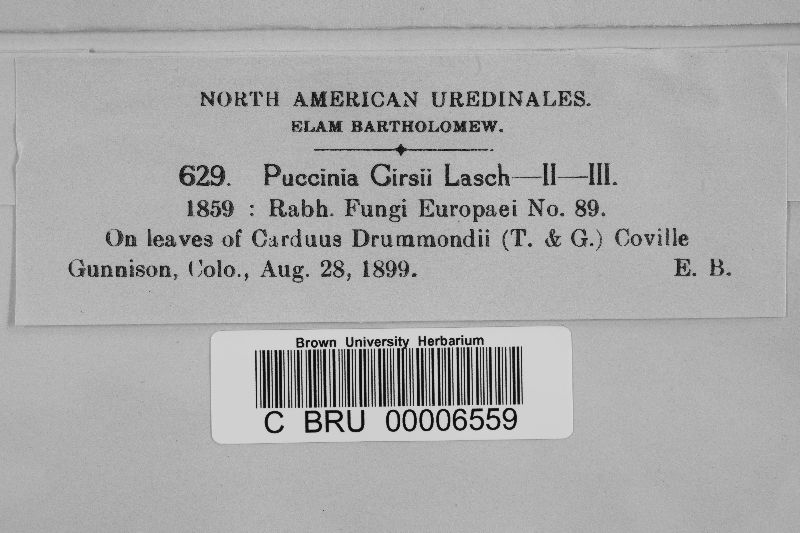 NORTH AMERICAN UREDINALES.
ELAM BARTHOLOMEW.
629. Puccinia Cirsii Lasch—II—III.
1859 : Rabh. Fungi Europaei No. 89.
On leaves of Carduus Drummondii (T. & G.) Coville
Gunnison, Colo., Aug. 28, 1899. E. B.
Brown University Herbarium
C BRU 00006559